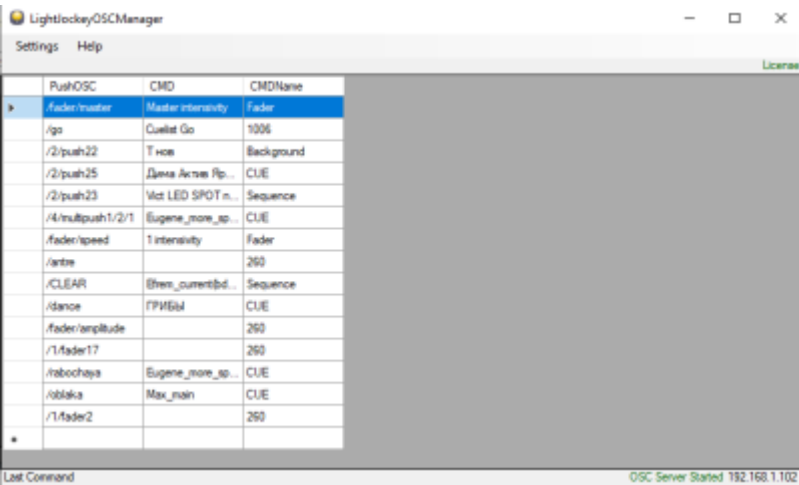 LightJockeyOSCManager
Settings Help
License
PushOSC CMD CMDName
/fader/master Master intensivity Fader
/go Cuelist Go 1006
/2/push22 Т нов Background
/2/push25 Дима Актив Яр... CUE
/2/push23 Vict LED SPOT n... Sequence
/4/multipush1/2/1 Eugene_more_sp... CUE
/fader/speed 1 intensivity Fader
/antre 260
/CLEAR Sequence
/dance ГРИБЫ CUE
/fader/amplitude 260
/1/fader17 260
/rabochaya Eugene_more_sp... CUE
/oblaka Max_main CUE
/1/fader2 260
Last Command OSC Server Started 192.168.1.102